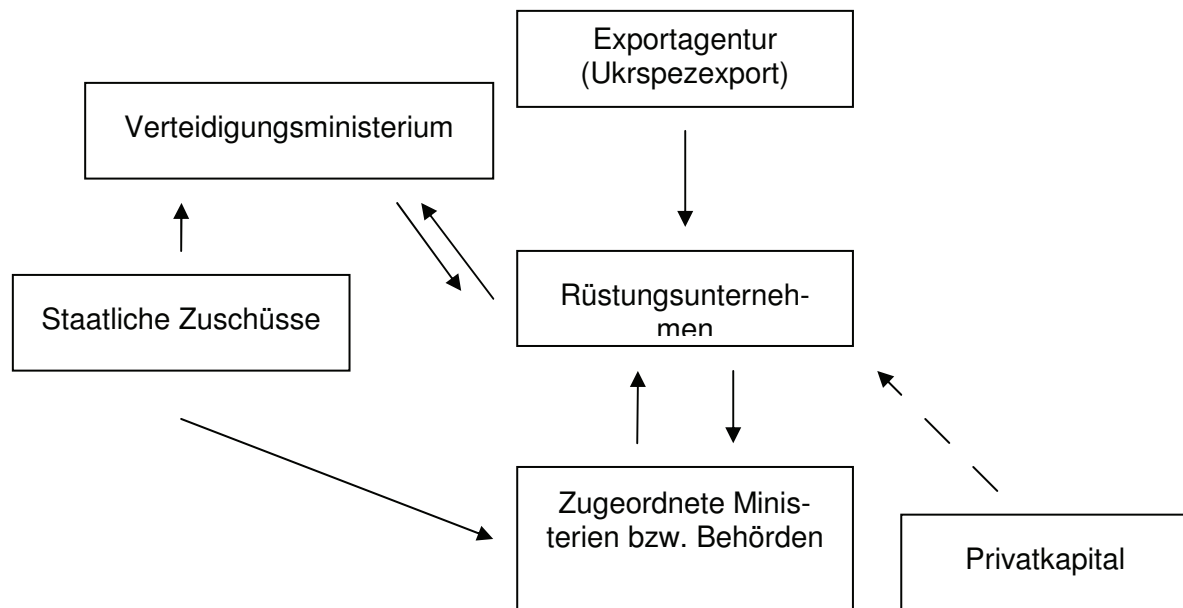 Exportagentur
(Ukrspezexport)
Verteidigungsministerium
Staatliche Zuschüsse
Rüstungsunterneh-
men
Zugeordnete Minis-
terien bzw. Behörden
Privatkapital